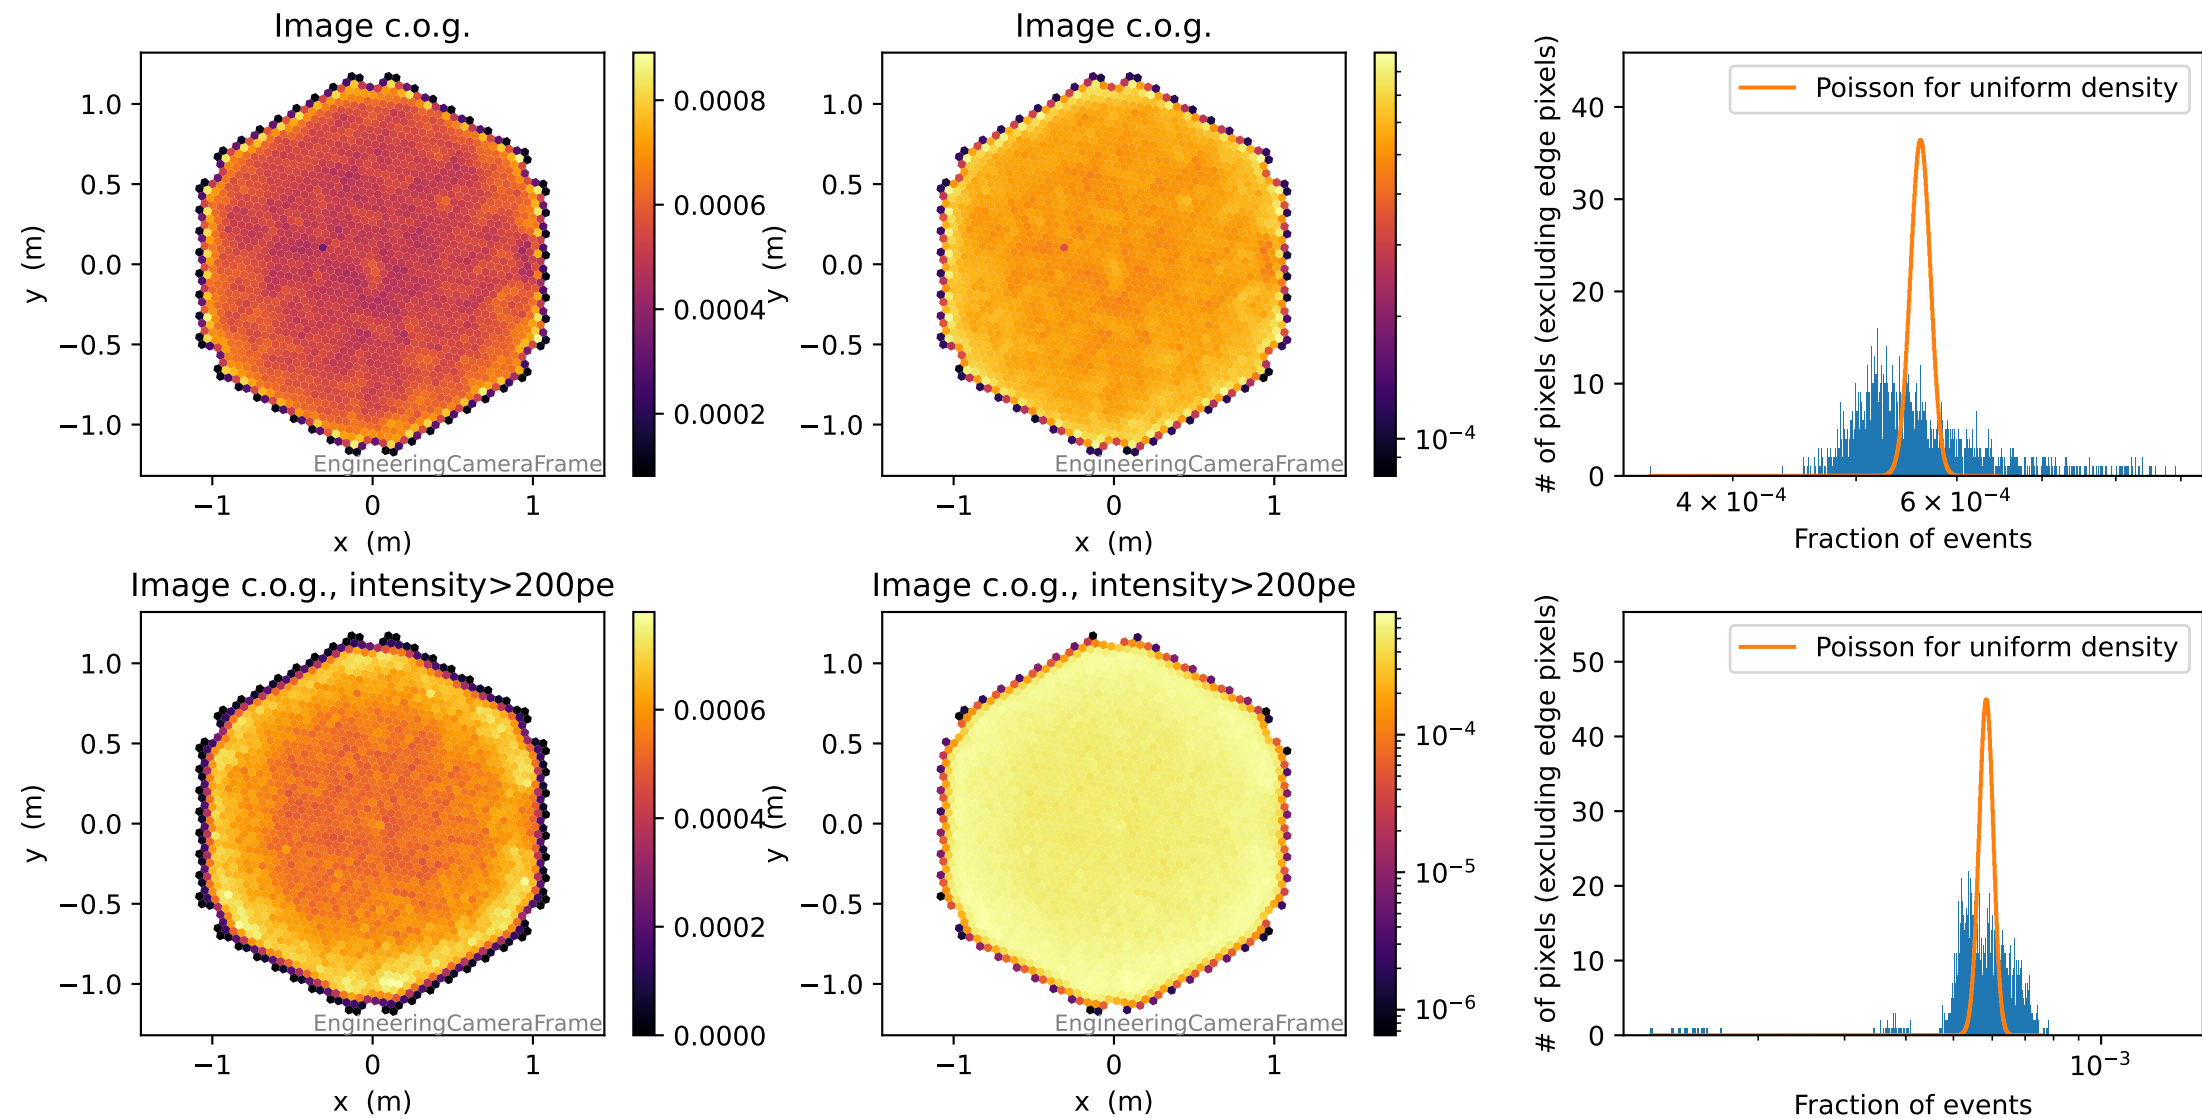 Image c.o.g.
y (m)
1.0
0.5
0.0
−0.5
−1.0
EngineeringCameraFrame
−1 0 1
x (m)
0.0008
0.0006
0.0004
0.0002
Image c.o.g.
y (m)
1.0
0.5
0.0
−0.5
−1.0
EngineeringCameraFrame
−1 0 1
x (m)
10⁻⁴
# of pixels (excluding edge pixels)
40
30
20
10
0
Poisson for uniform density
4 × 10⁻⁴ 6 × 10⁻⁴
Fraction of events
Image c.o.g., intensity>200pe
y (m)
1.0
0.5
0.0
−0.5
−1.0
EngineeringCameraFrame
−1 0 1
x (m)
0.0006
0.0004
0.0002
0.0000
Image c.o.g., intensity>200pe
y (m)
1.0
0.5
0.0
−0.5
−1.0
EngineeringCameraFrame
−1 0 1
x (m)
10⁻⁴
10⁻⁵
10⁻⁶
# of pixels (excluding edge pixels)
50
40
30
20
10
0
Poisson for uniform density
10⁻³
Fraction of events